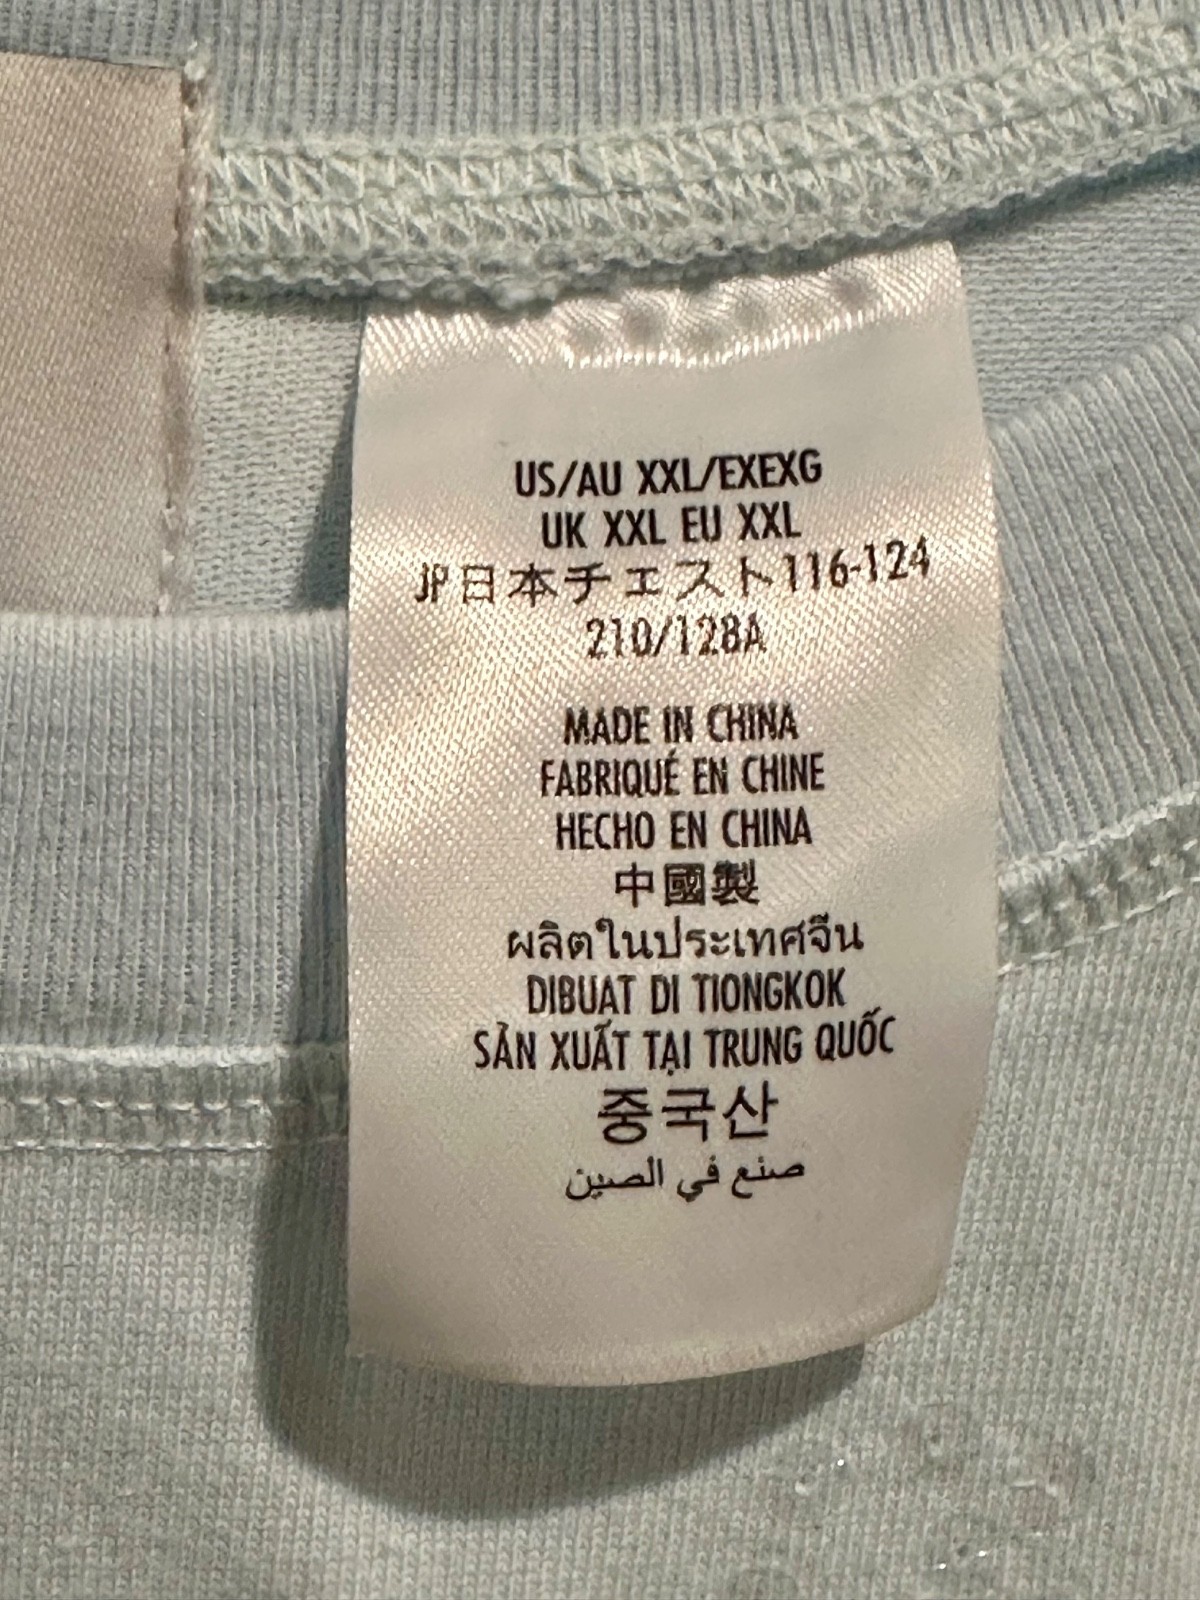 US/AU XXL/EXEXG
UK XXL EU XXL
JP日本チェスト116-124
210/128A
MADE IN CHINA
FABRIQUÉ EN CHINE
HECHO EN CHINA
中國製
ผลิตในประเทศจีน
DIBUAT DI TIONGKOK
SẢN XUẤT TẠI TRUNG QUỐC
중국산
صنع في الصين